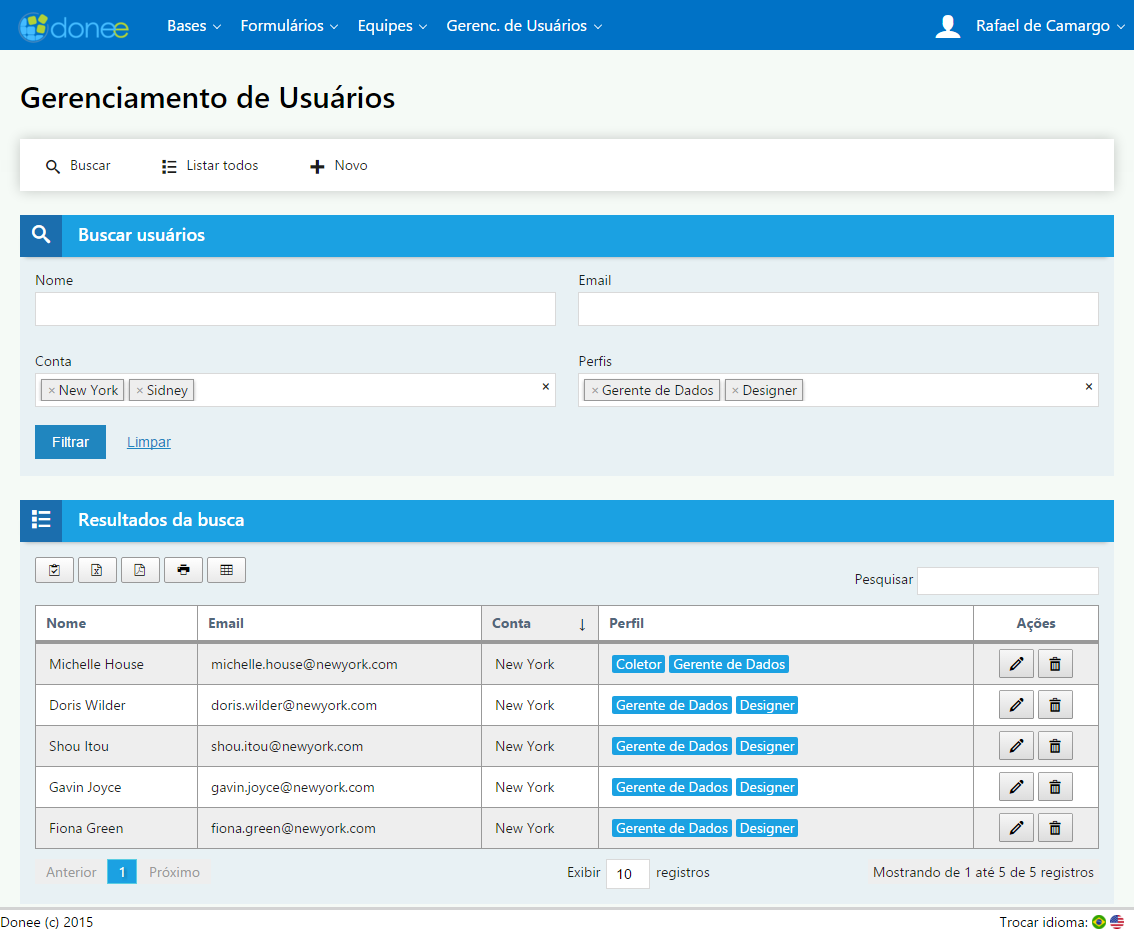 donee Bases Formulários Equipes Gerenc. de Usuários Rafael de Camargo
Gerenciamento de Usuários
Buscar Listar todos Novo
Buscar usuários
Nome Email
Conta Perfis
× New York × Sidney × × Gerente de Dados × Designer ×
Filtrar Limpar
Resultados da busca
Pesquisar
Nome Email Conta ↓ Perfil Ações
Michelle House michelle.house@newyork.com New York Coletor Gerente de Dados
Doris Wilder doris.wilder@newyork.com New York Gerente de Dados Designer
Shou Itou shou.itou@newyork.com New York Gerente de Dados Designer
Gavin Joyce gavin.joyce@newyork.com New York Gerente de Dados Designer
Fiona Green fiona.green@newyork.com New York Gerente de Dados Designer
Anterior 1 Próximo Exibir 10 registros Mostrando de 1 até 5 de 5 registros
Donee (c) 2015 Trocar idioma: